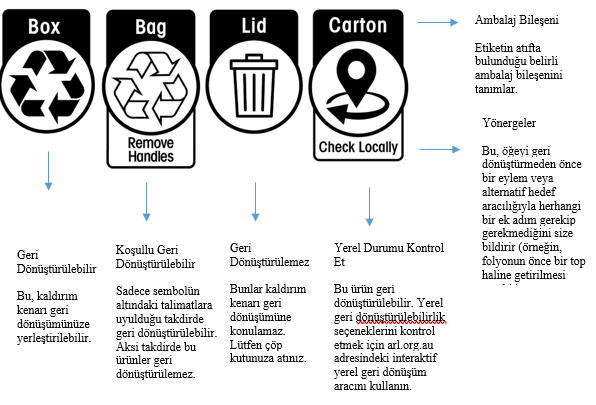 Box
Bag
Lid
Carton
Remove
Handles
Check Locally
Ambalaj Bileşeni
Etiketin atıfta
bulunduğu belirli
ambalaj bileşenini
tanımlar.
Yönergeler
Bu, öğeyi geri
dönüştürmeden önce
bir eylem veya
alternatif hedef
aracılığıyla herhangi
bir ek adım gerekip
gerekmediğini size
bildirir (örneğin,
folyonun önce bir top
haline getirilmesi
Geri
Dönüştürülebilir
Bu, kaldırım
kenarı geri
dönüşümünüze
yerleştirilebilir.
Koşullu Geri
Dönüştürülebilir
Sadece sembolün
altındaki talimatlara
uyulduğu takdirde
geri dönüştürülebilir.
Aksi takdirde bu
ürünler geri
dönüştürülemez.
Geri
Dönüştürülemez
Bunlar kaldırım
kenarı geri
dönüşümüne
konulamaz.
Lütfen çöp
kutunuza atınız.
Yerel Durumu Kontrol
Et
Bu ürün geri
dönüştürülebilir. Yerel
geri dönüştürülebilirlik
seçeneklerini kontrol
etmek için arl.org.au
adresindeki interaktif
yerel geri dönüşüm
aracını kullanın.